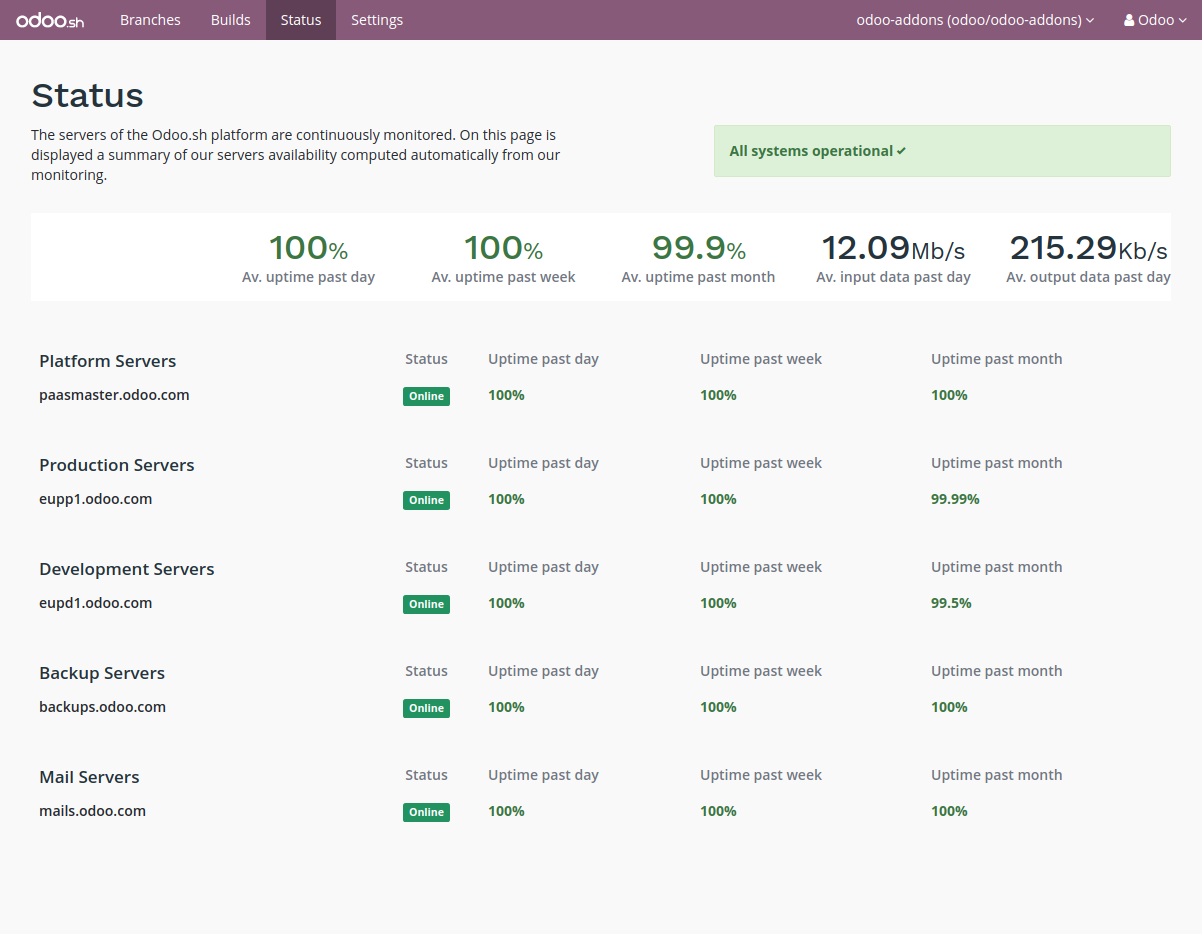 odoo.sh Branches Builds Status Settings odoo-addons (odoo/odoo-addons) Odoo
Status
The servers of the Odoo.sh platform are continuously monitored. On this page is
displayed a summary of our servers availability computed automatically from our
monitoring.
All systems operational ✔
100% 100% 99.9% 12.09Mb/s 215.29Kb/s
Av. uptime past day Av. uptime past week Av. uptime past month Av. input data past day Av. output data past day
Platform Servers Status Uptime past day Uptime past week Uptime past month
paasmaster.odoo.com Online 100% 100% 100%
Production Servers Status Uptime past day Uptime past week Uptime past month
eupp1.odoo.com Online 100% 100% 99.99%
Development Servers Status Uptime past day Uptime past week Uptime past month
eupd1.odoo.com Online 100% 100% 99.5%
Backup Servers Status Uptime past day Uptime past week Uptime past month
backups.odoo.com Online 100% 100% 100%
Mail Servers Status Uptime past day Uptime past week Uptime past month
mails.odoo.com Online 100% 100% 100%